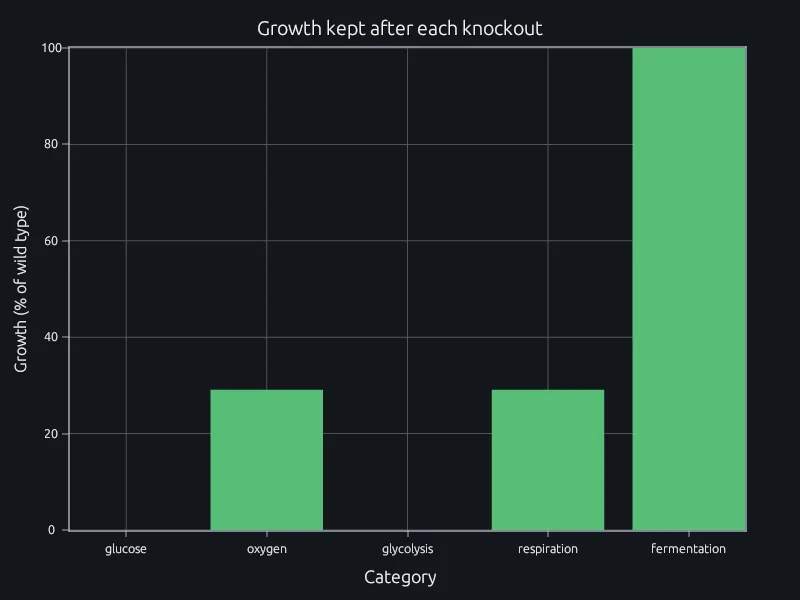 Growth kept after each knockout
Growth (% of wild type)
100
80
60
40
20
0
glucose oxygen glycolysis respiration fermentation
Category